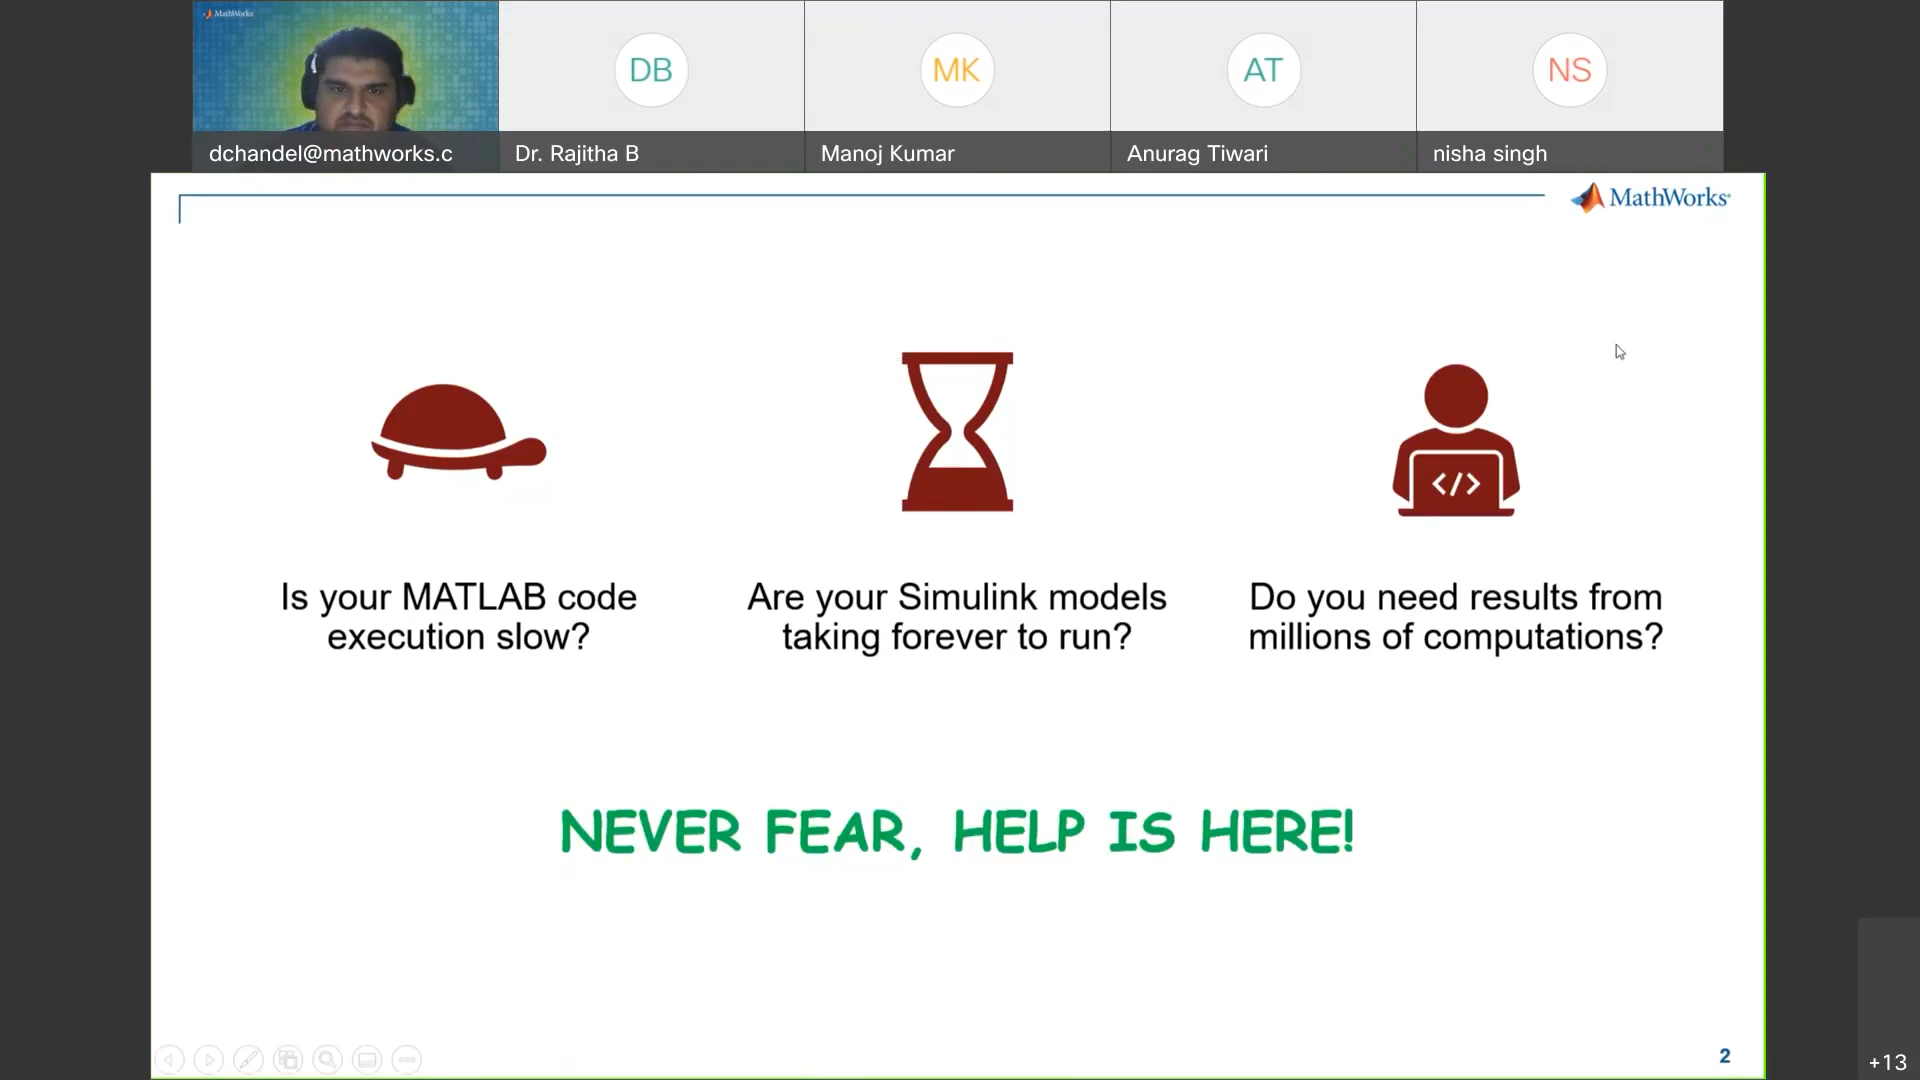 MathWorks
DB
MK
AT
NS
dchandel@mathworks.c
Dr. Rajitha B
Manoj Kumar
Anurag Tiwari
nisha singh
MathWorks
</>
Is your MATLAB code
execution slow?
Are your Simulink models
taking forever to run?
Do you need results from
millions of computations?
NEVER FEAR, HELP IS HERE!
2
+13